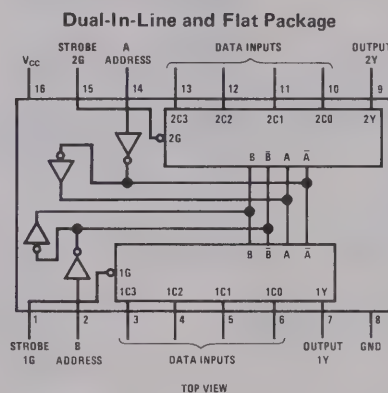 Dual-In-Line and Flat Package
STROBE A OUTPUT
VCC 2G ADDRESS DATA INPUTS 2Y
16 15 14 13 12 11 10 9
2C3 2C2 2C1 2C0 2Y
2G
B B̅ A A̅
B B̅ A A̅
1G
1C3 1C2 1C1 1C0 1Y
1 2 3 4 5 6 7 8
STROBE B DATA INPUTS OUTPUT GND
1G ADDRESS 1Y
TOP VIEW